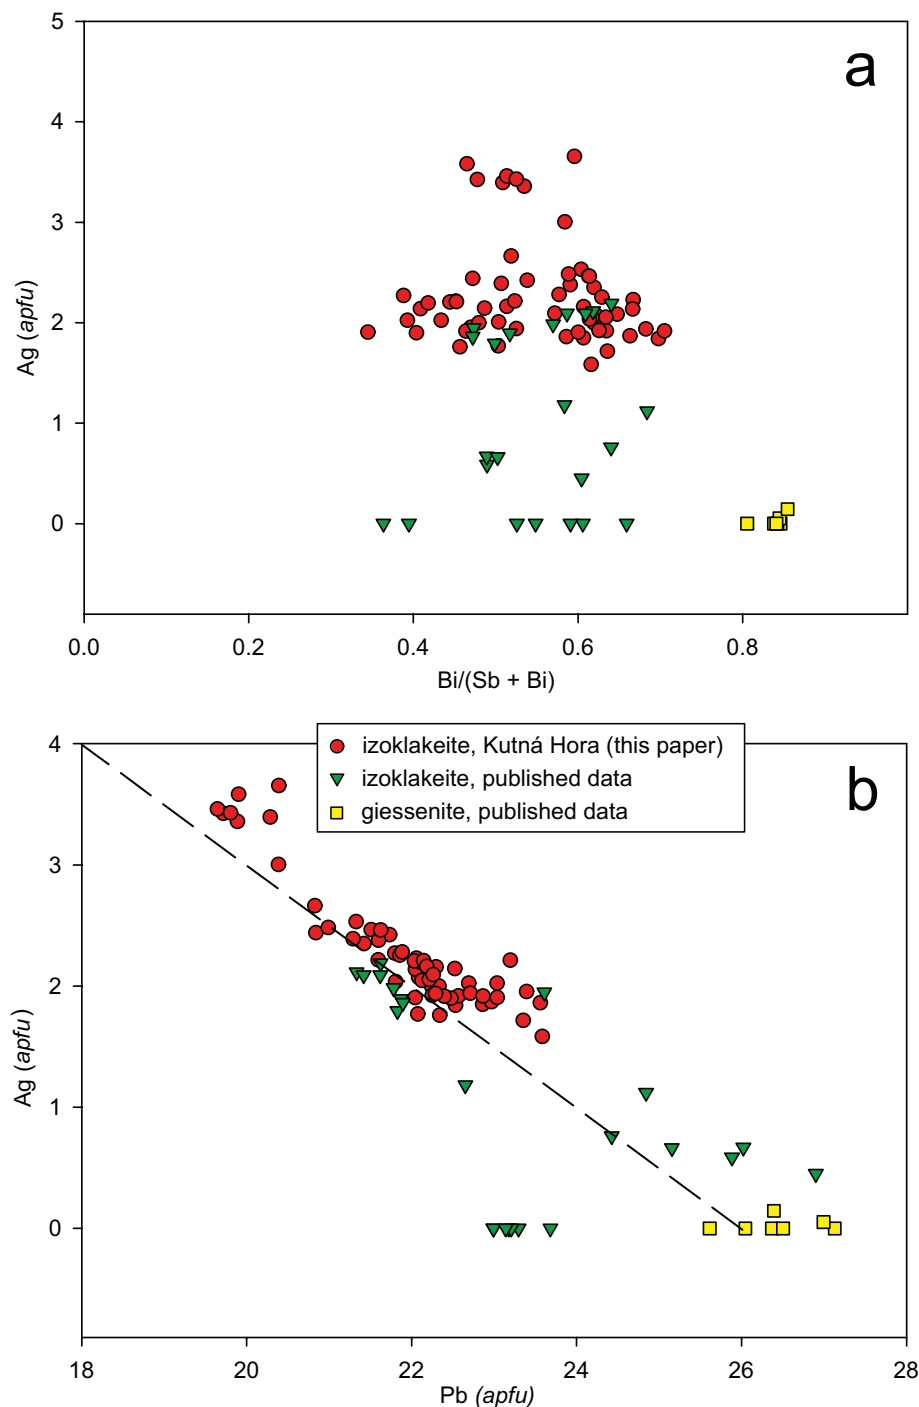 5
a
4
3
2
1
0
Ag (apfu)
0.0 0.2 0.4 0.6 0.8
Bi/(Sb + Bi)
izoklakeite, Kutná Hora (this paper)
izoklakeite, published data
giessenite, published data
4
b
3
2
1
0
Ag (apfu)
18 20 22 24 26 28
Pb (apfu)